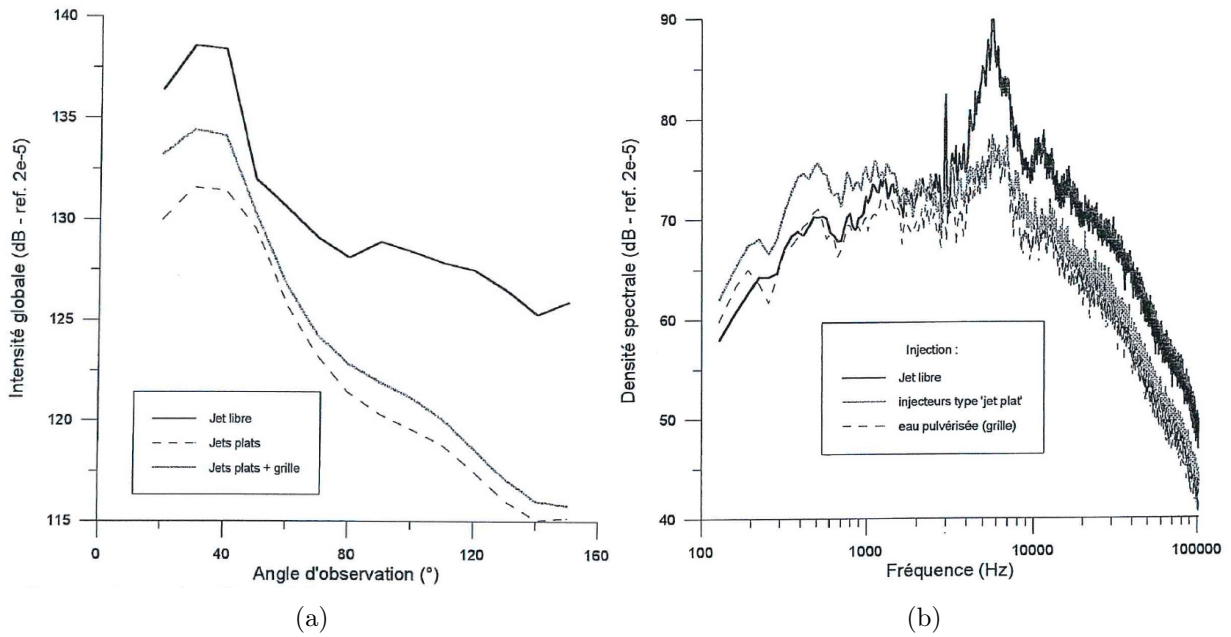 140
135
130
125
120
115
Intensité globale (dB - ref. 2e-5)
Jet libre
Jets plats
Jets plats + grille
0
40
80
120
160
Angle d'observation (°)
(a)
90
80
70
60
50
40
Densité spectrale (dB - ref. 2e-5)
Injection :
Jet libre
injecteurs type 'jet plat'
eau pulvérisée (grille)
100
1000
10000
100000
Fréquence (Hz)
(b)